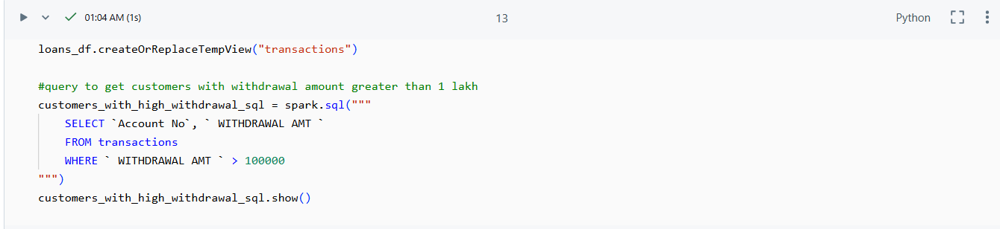 01:04 AM (1s) 13 Python
loans_df.createOrReplaceTempView("transactions")
#query to get customers with withdrawal amount greater than 1 lakh
customers_with_high_withdrawal_sql = spark.sql("""
    SELECT `Account No`, ` WITHDRAWAL AMT `
    FROM transactions
    WHERE ` WITHDRAWAL AMT ` > 100000
""")
customers_with_high_withdrawal_sql.show()